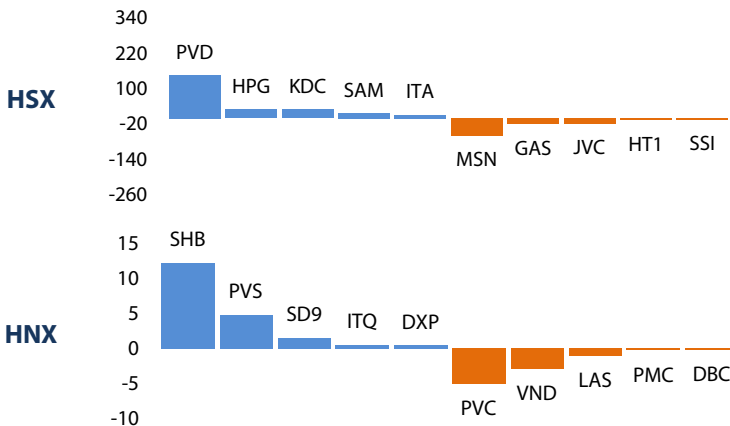 340
220
100
-20
-140
-260
HSX
PVD
HPG
KDC
SAM
ITA
MSN
GAS
JVC
HT1
SSI
15
10
5
0
-5
-10
HNX
SHB
PVS
SD9
ITQ
DXP
PVC
VND
LAS
PMC
DBC